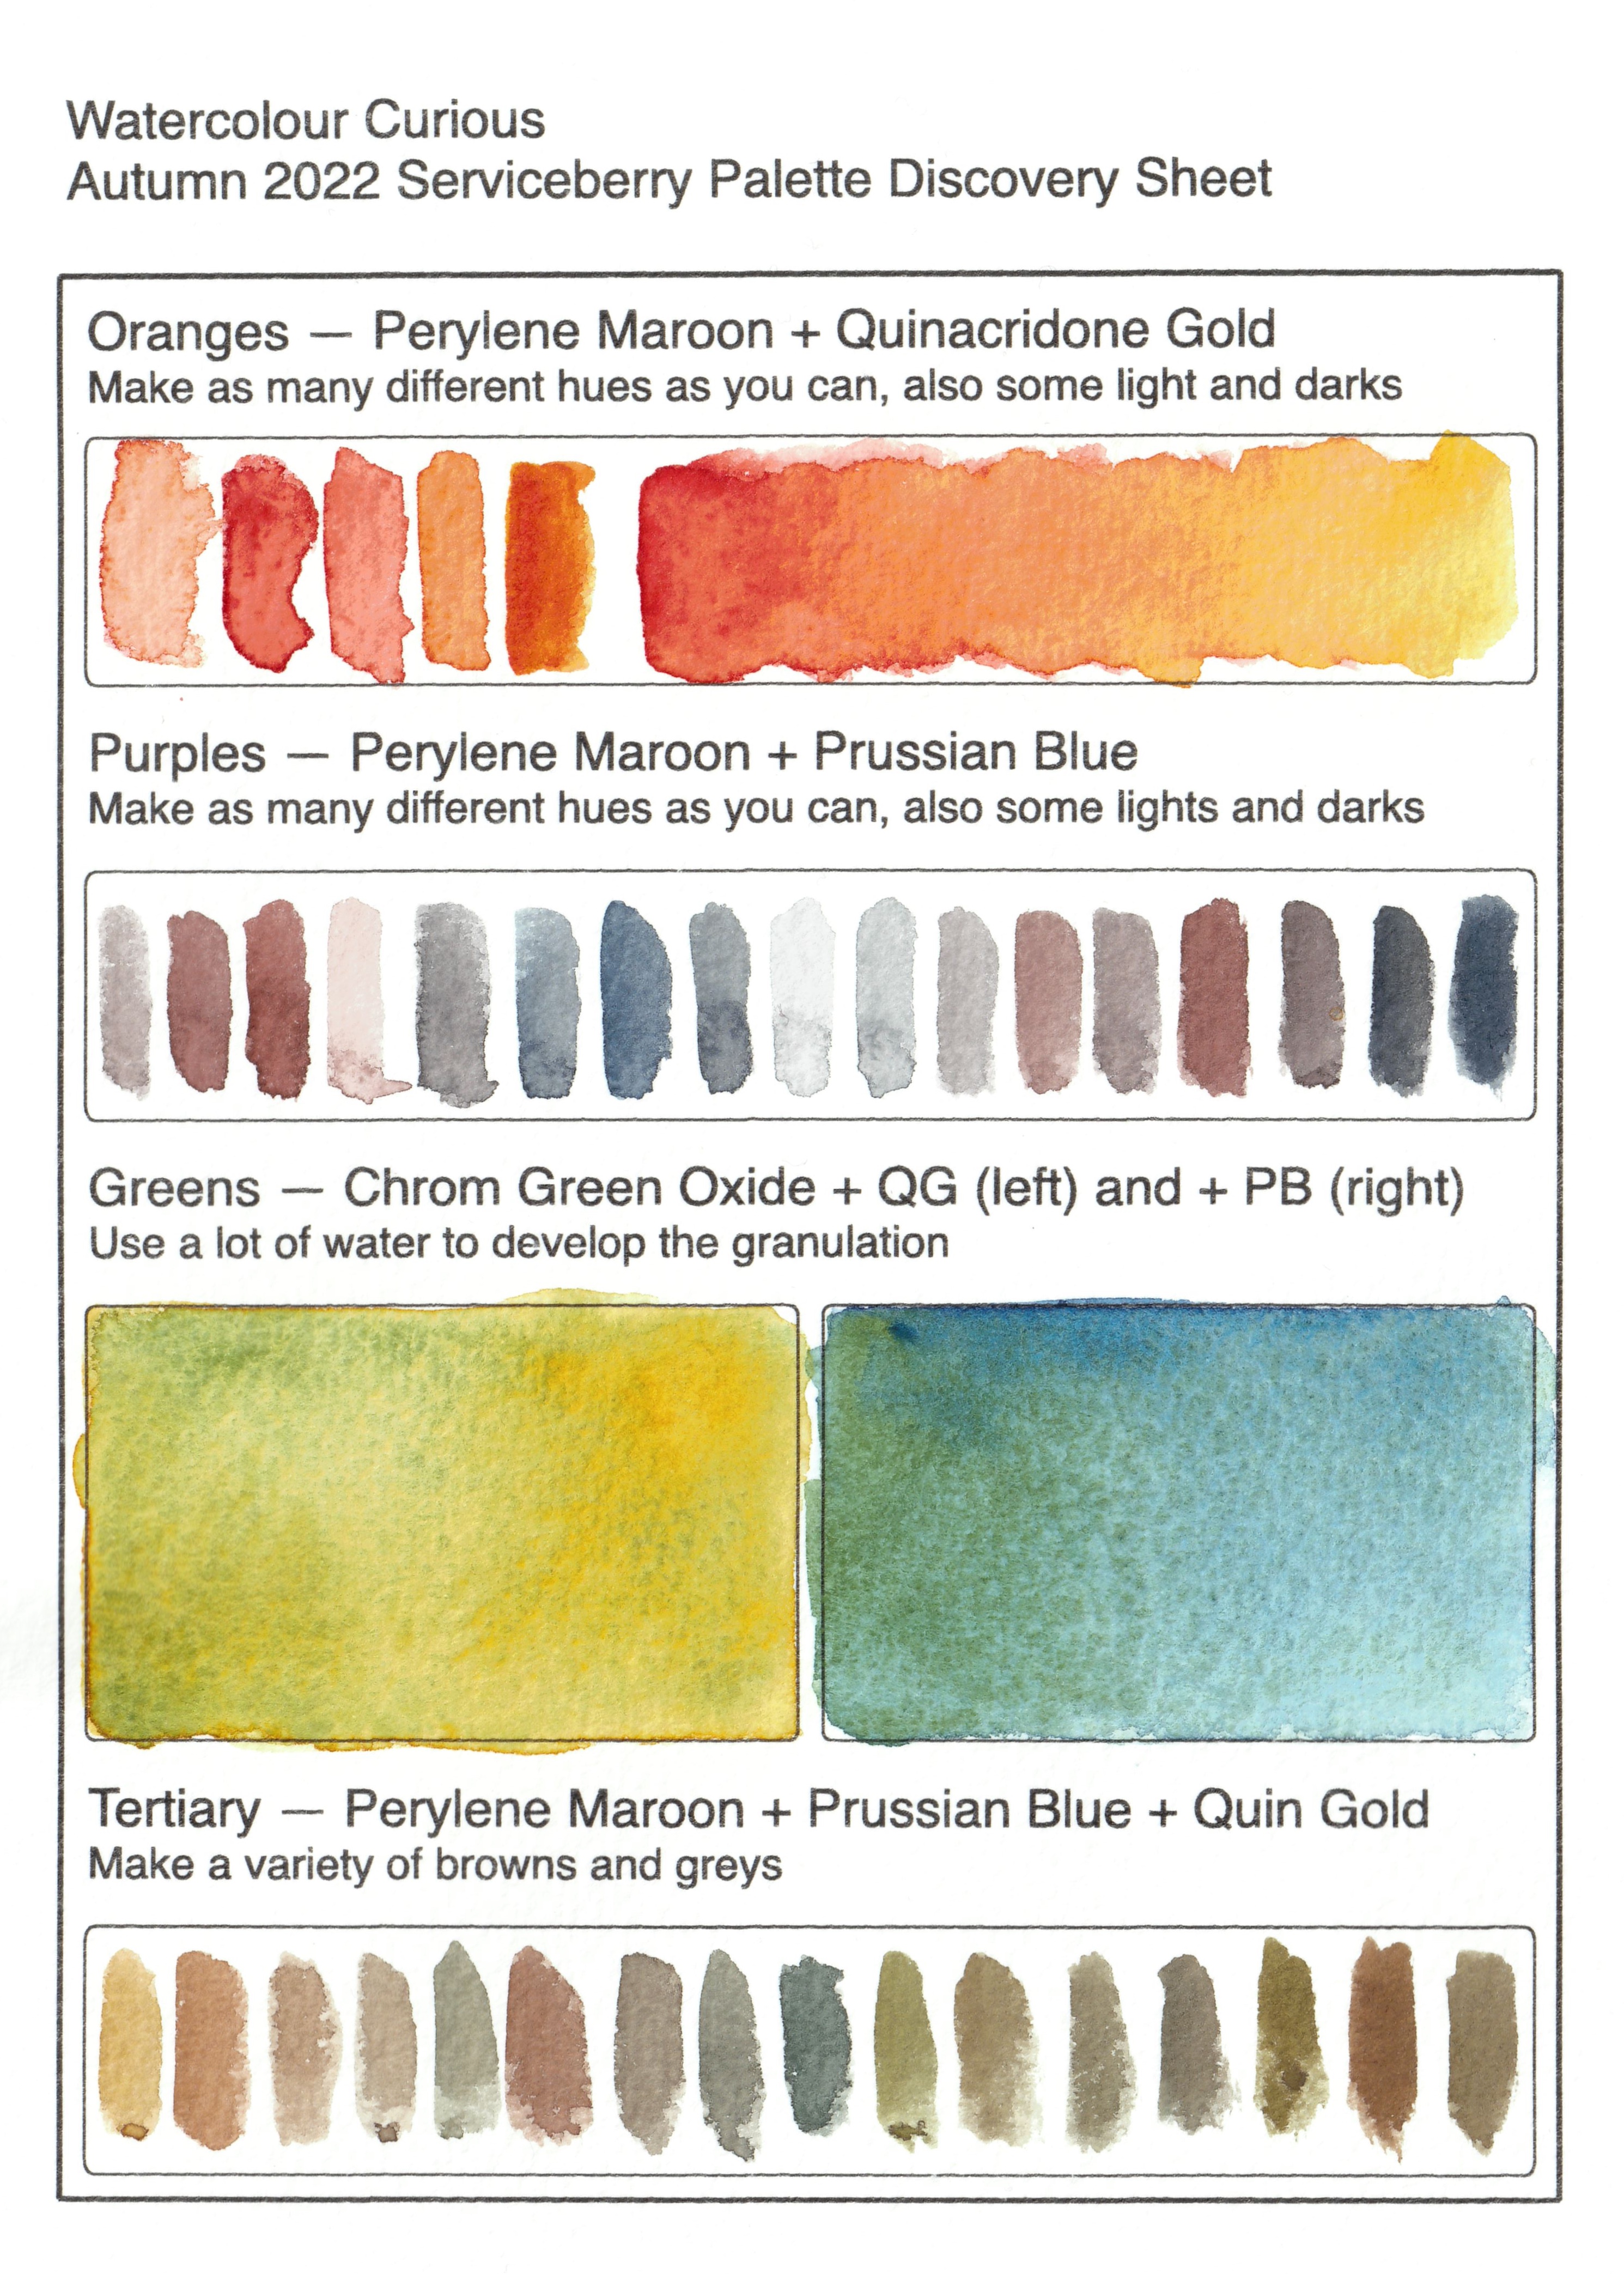 Watercolour Curious
Autumn 2022 Serviceberry Palette Discovery Sheet
Oranges — Perylene Maroon + Quinacridone Gold
Make as many different hues as you can, also some light and darks
Purples — Perylene Maroon + Prussian Blue
Make as many different hues as you can, also some lights and darks
Greens — Chrom Green Oxide + QG (left) and + PB (right)
Use a lot of water to develop the granulation
Tertiary — Perylene Maroon + Prussian Blue + Quin Gold
Make a variety of browns and greys